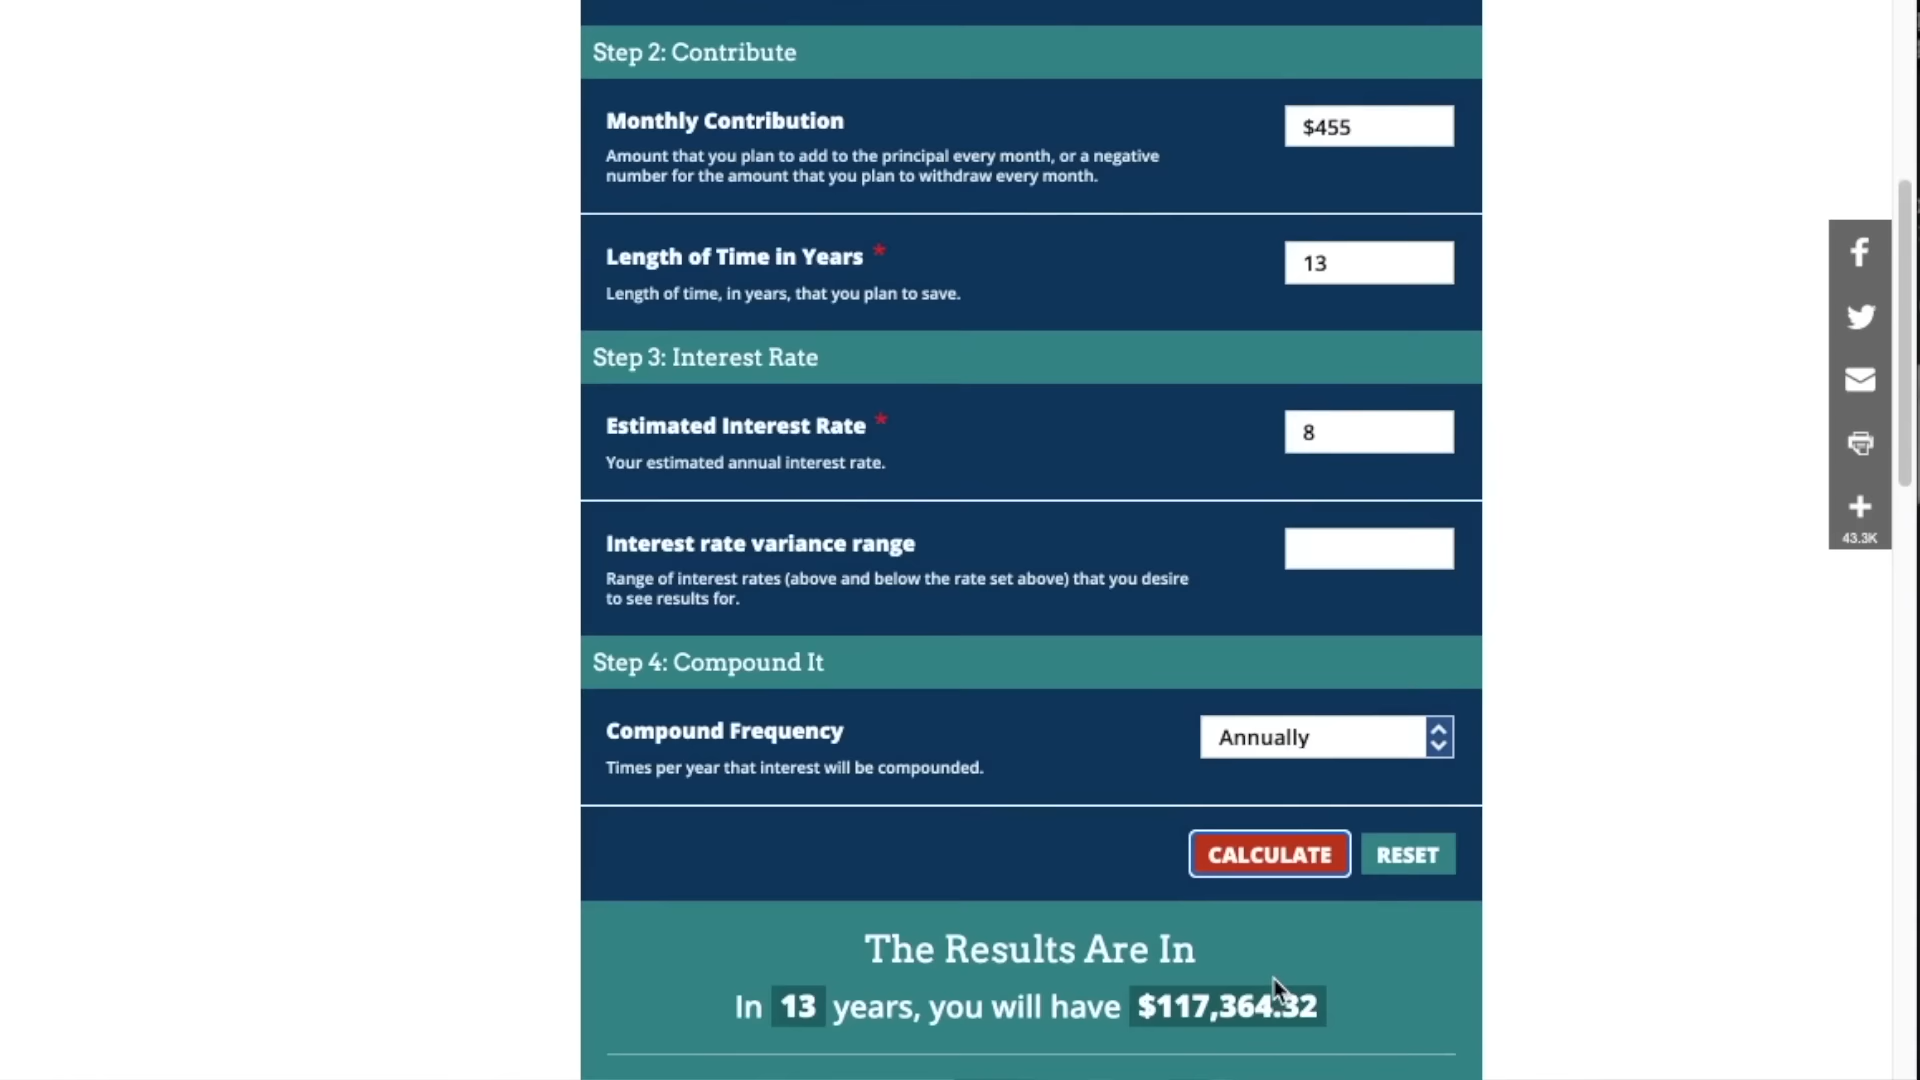 Step 2: Contribute
Monthly Contribution
$455
Amount that you plan to add to the principal every month, or a negative
number for the amount that you plan to withdraw every month.
Length of Time in Years *
13
Length of time, in years, that you plan to save.
Step 3: Interest Rate
Estimated Interest Rate *
8
Your estimated annual interest rate.
Interest rate variance range
Range of interest rates (above and below the rate set above) that you desire
to see results for.
Step 4: Compound It
Compound Frequency
Annually
Times per year that interest will be compounded.
CALCULATE RESET
The Results Are In
In 13 years, you will have $117,364.32
43.3K